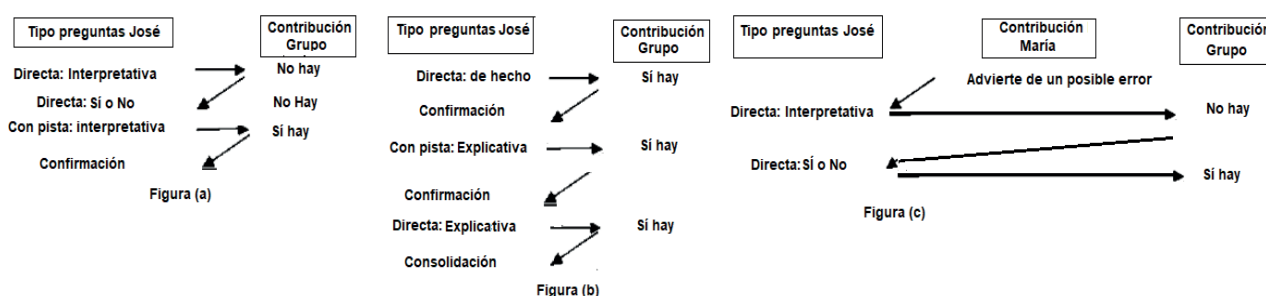 Tipo preguntas José
Contribución
Grupo
Directa: Interpretativa
No hay
Directa: Sí o No
No Hay
Con pista: interpretativa
Sí hay
Confirmación
Figura (a)
Tipo preguntas José
Contribución
Grupo
Directa: de hecho
Sí hay
Confirmación
Con pista: Explicativa
Sí hay
Confirmación
Directa: Explicativa
Sí hay
Consolidación
Figura (b)
Tipo preguntas José
Contribución
María
Contribución
Grupo
Advierte de un posible error
Directa: Interpretativa
No hay
Directa: SÍ o No
Sí hay
Figura (c)